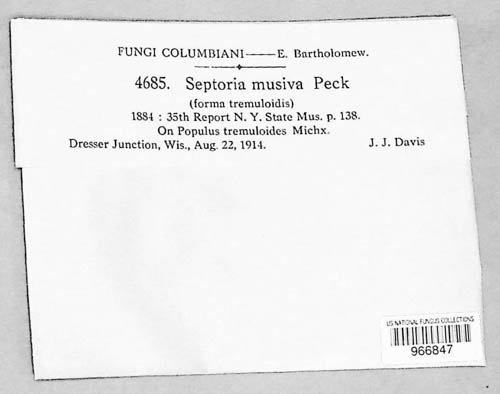 FUNGI COLUMBIANI—E. Bartholomew.
4685. Septoria musiva Peck
(forma tremuloidis)
1884 : 35th Report N. Y. State Mus. p. 138.
On Populus tremuloides Michx.
Dresser Junction, Wis., Aug. 22, 1914. J. J. Davis
US NATIONAL FUNGUS COLLECTIONS
966847